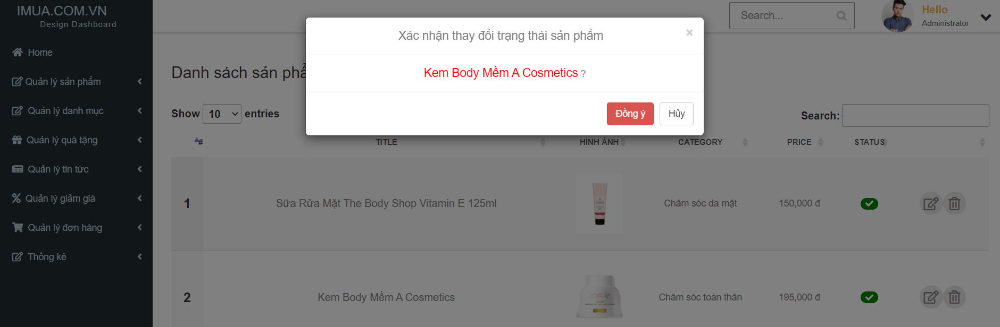 IMUA.COM.VN
Design Dashboard
Home
Quản lý sản phẩm
Quản lý danh mục
Quản lý quà tặng
Quản lý tin tức
Quản lý giảm giá
Quản lý đơn hàng
Thống kê
Search...
Hello
Administrator
Xác nhận thay đổi trạng thái sản phẩm
×
Kem Body Mềm A Cosmetics ?
Đồng ý Hủy
Danh sách sản phẩ
Show 10 entries
Search:
# TITLE HÌNH ẢNH CATEGORY PRICE STATUS
1 Sữa Rửa Mặt The Body Shop Vitamin E 125ml Chăm sóc da mặt 150,000 đ
2 Kem Body Mềm A Cosmetics Chăm sóc toàn thân 195,000 đ